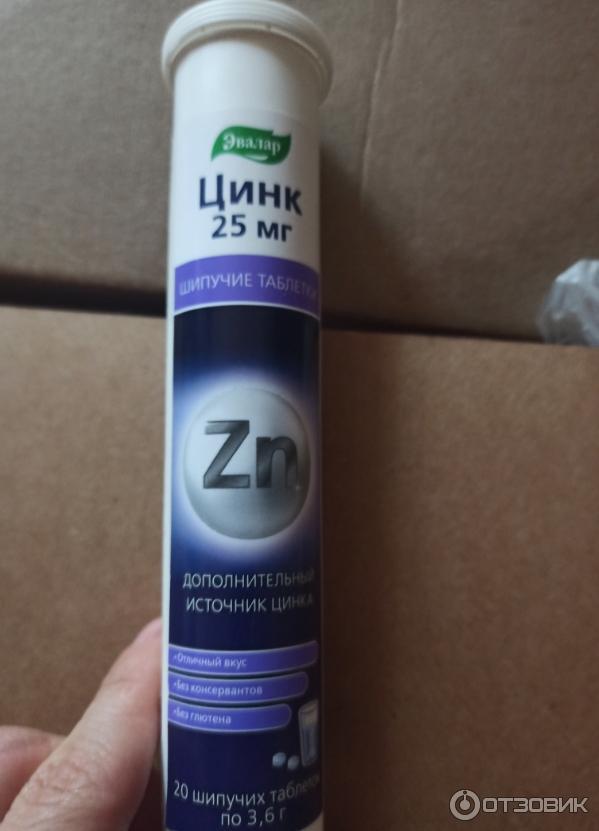 Эвалар
Цинк
25 мг
ШИПУЧИЕ ТАБЛЕТКИ
Zn
ДОПОЛНИТЕЛЬНЫЙ
ИСТОЧНИК ЦИНКА
•Отличный вкус
•Без консервантов
•Без глютена
20 шипучих таблеток
по 3,6 г
ОТЗОВИК